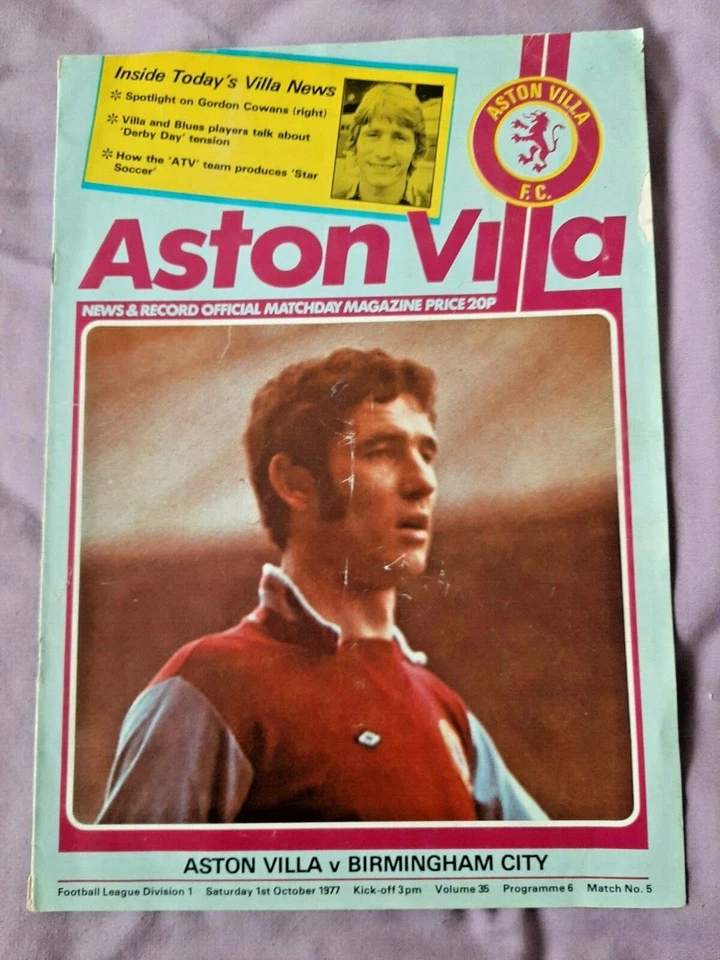 Inside Today's Villa News
✻ Spotlight on Gordon Cowans (right)
✻ Villa and Blues players talk about
'Derby Day' tension
✻ How the 'ATV' team produces 'Star
Soccer'
ASTON VILLA
F.C.
Aston Villa
NEWS & RECORD OFFICIAL MATCHDAY MAGAZINE PRICE 20P
ASTON VILLA v BIRMINGHAM CITY
Football League Division 1 Saturday 1st October 1977 Kick-off 3pm Volume 35 Programme 6 Match No. 5